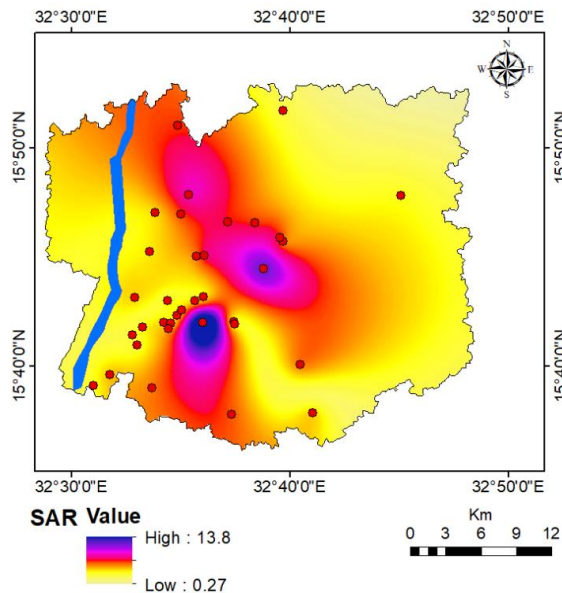 32°30'0"E 32°40'0"E 32°50'0"E
N
W E
S
15°50'0"N 15°50'0"N
15°40'0"N 15°40'0"N
32°30'0"E 32°40'0"E 32°50'0"E
SAR Value
High : 13.8
Low : 0.27
Km
0 3 6 9 12